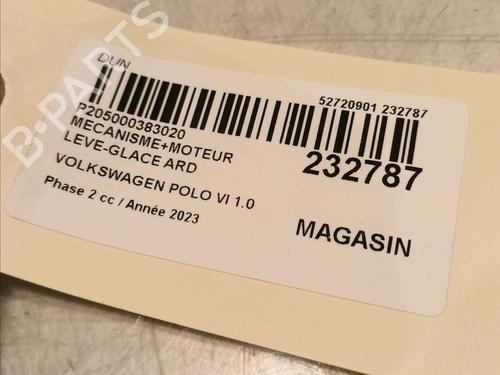 DUN
52720901 232787
P205000383020
MECANISME+MOTEUR
LEVE-GLACE ARD
232787
VOLKSWAGEN POLO VI 1.0
Phase 2 cc / Année 2023
MAGASIN
B-PARTS